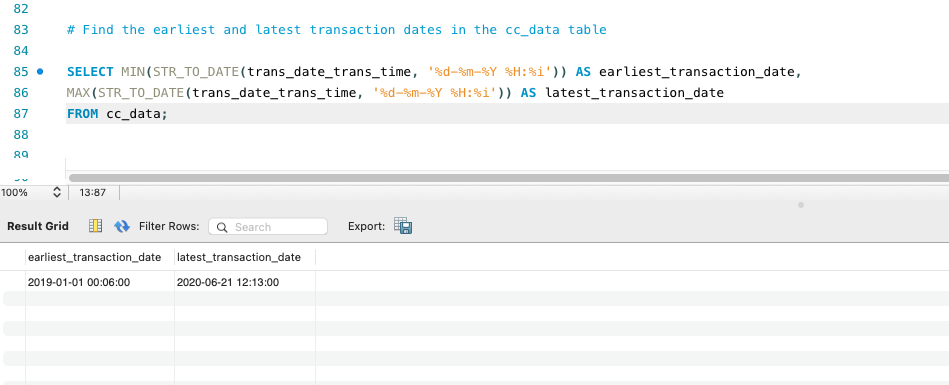 82
83 # Find the earliest and latest transaction dates in the cc_data table
84
85 SELECT MIN(STR_TO_DATE(trans_date_trans_time, '%d-%m-%Y %H:%i')) AS earliest_transaction_date,
86 MAX(STR_TO_DATE(trans_date_trans_time, '%d-%m-%Y %H:%i')) AS latest_transaction_date
87 FROM cc_data;
88
89
100% 13:87
Result Grid Filter Rows: Search Export:
earliest_transaction_date latest_transaction_date
2019-01-01 00:06:00 2020-06-21 12:13:00